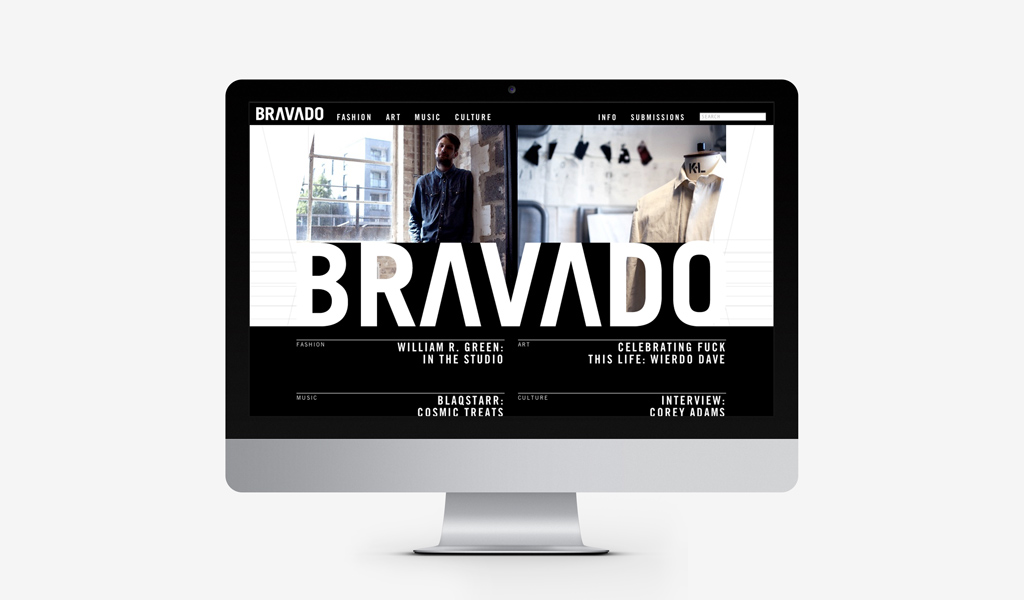 BRAVADO
FASHION ART MUSIC CULTURE INFO SUBMISSIONS SEARCH
K-L
BRAVADO
FASHION
WILLIAM R. GREEN:
IN THE STUDIO
ART
CELEBRATING FUCK
THIS LIFE: WIERDO DAVE
MUSIC
BLAQSTARR:
COSMIC TREATS
CULTURE
INTERVIEW:
COREY ADAMS